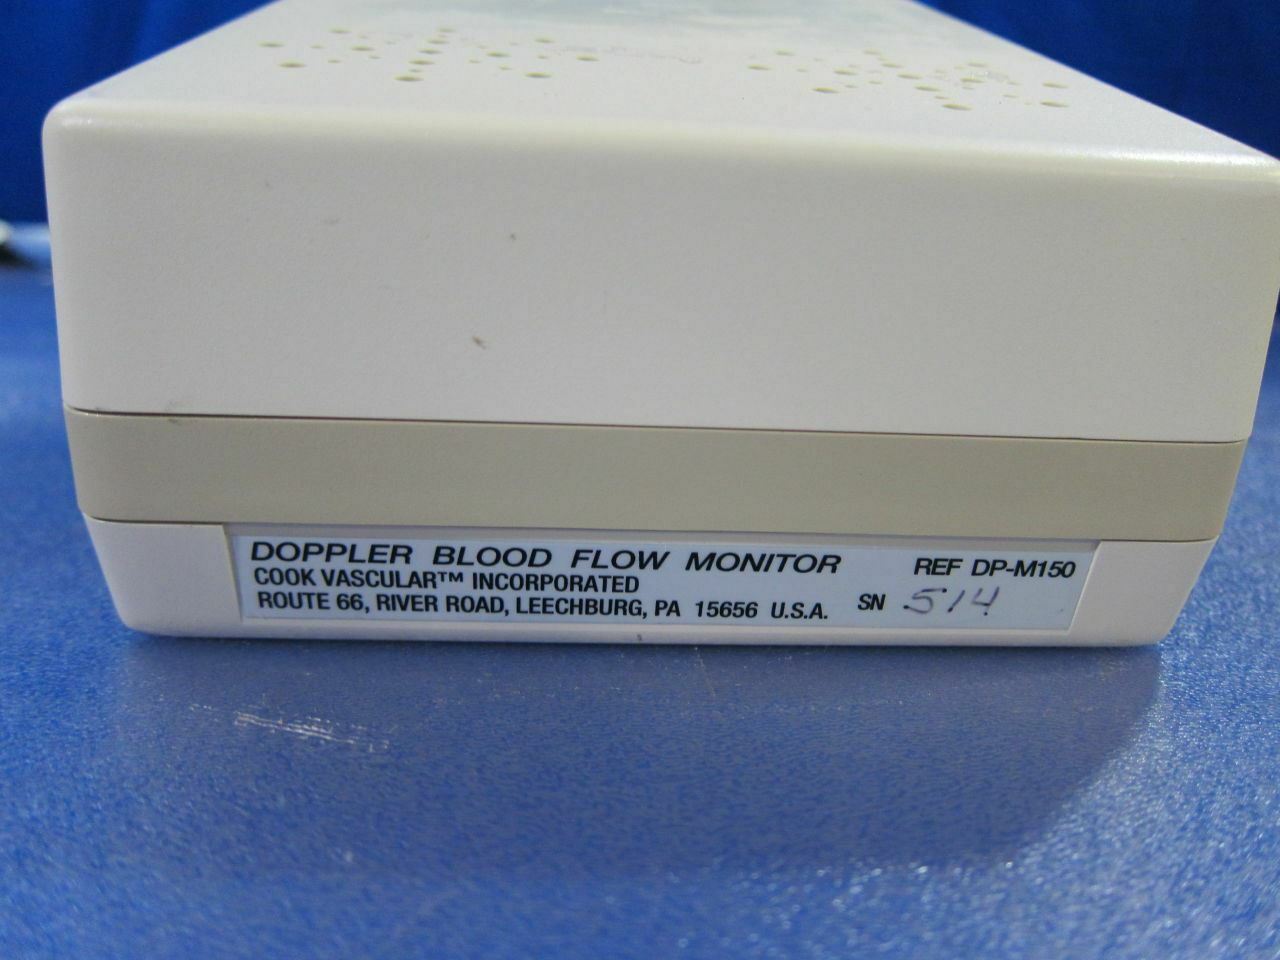 DOPPLER BLOOD FLOW MONITOR REF DP-M150
COOK VASCULAR™ INCORPORATED
ROUTE 66, RIVER ROAD, LEECHBURG, PA 15656 U.S.A. SN 514